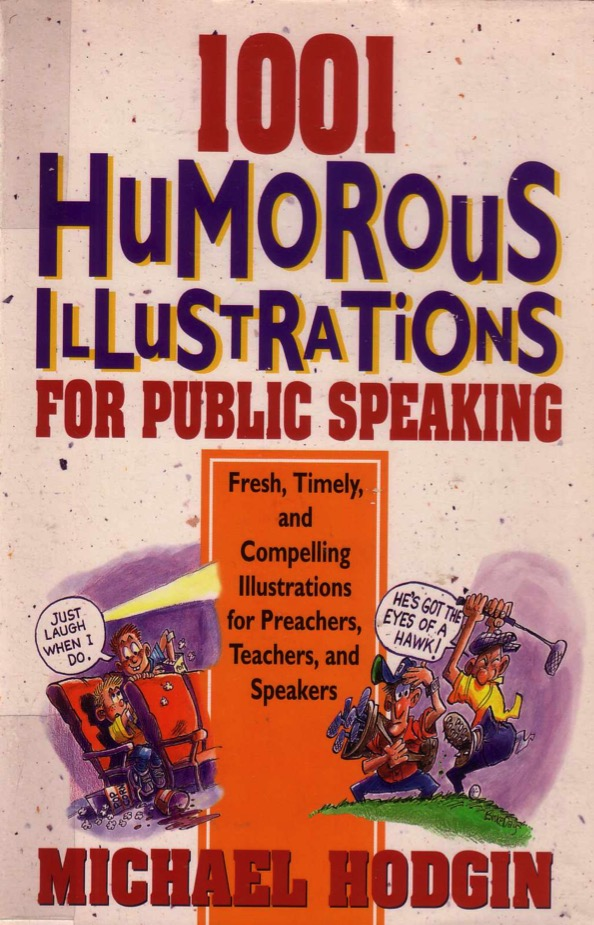 1001
HuMORouS
ILLuSTRATiONS
FOR PUBLIC SPEAKING
Fresh, Timely,
and
Compelling
Illustrations
for Preachers,
Teachers, and
Speakers
JUST
LAUGH
WHEN I
DO.
HE'S GOT THE
EYES OF A
HAWK!
MICHAEL HODGIN